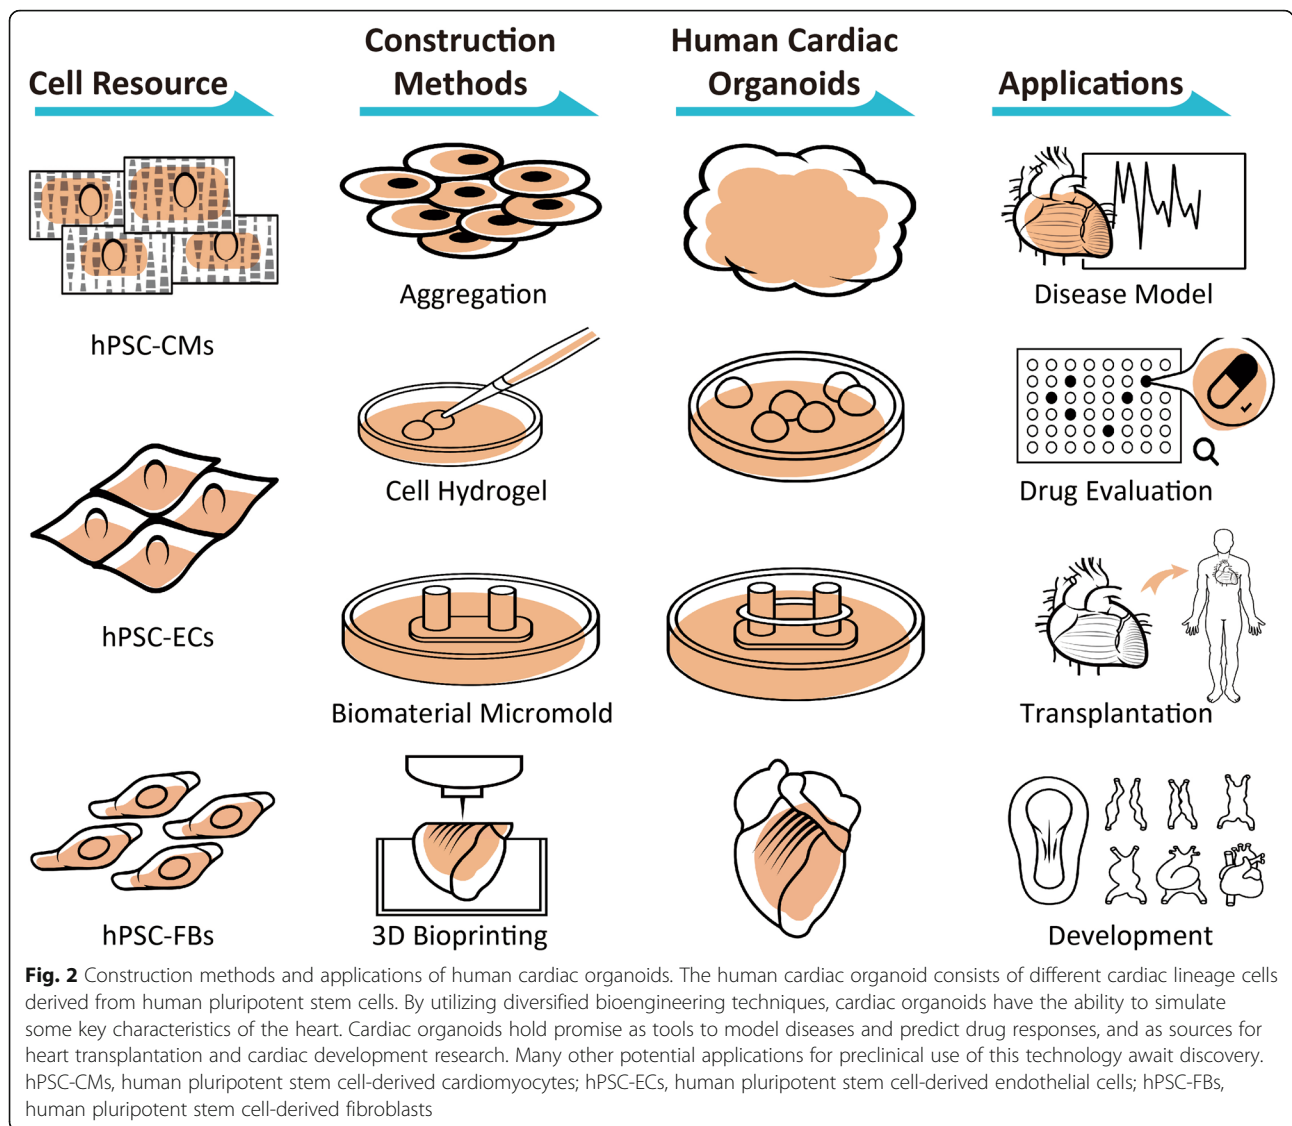 Cell Resource
Construction
Methods
Human Cardiac
Organoids
Applications
hPSC-CMs
hPSC-ECs
hPSC-FBs
Aggregation
Cell Hydrogel
Biomaterial Micromold
3D Bioprinting
Disease Model
Drug Evaluation
Transplantation
Development
Fig. 2 Construction methods and applications of human cardiac organoids. The human cardiac organoid consists of different cardiac lineage cells
derived from human pluripotent stem cells. By utilizing diversified bioengineering techniques, cardiac organoids have the ability to simulate
some key characteristics of the heart. Cardiac organoids hold promise as tools to model diseases and predict drug responses, and as sources for
heart transplantation and cardiac development research. Many other potential applications for preclinical use of this technology await discovery.
hPSC-CMs, human pluripotent stem cell-derived cardiomyocytes; hPSC-ECs, human pluripotent stem cell-derived endothelial cells; hPSC-FBs,
human pluripotent stem cell-derived fibroblasts